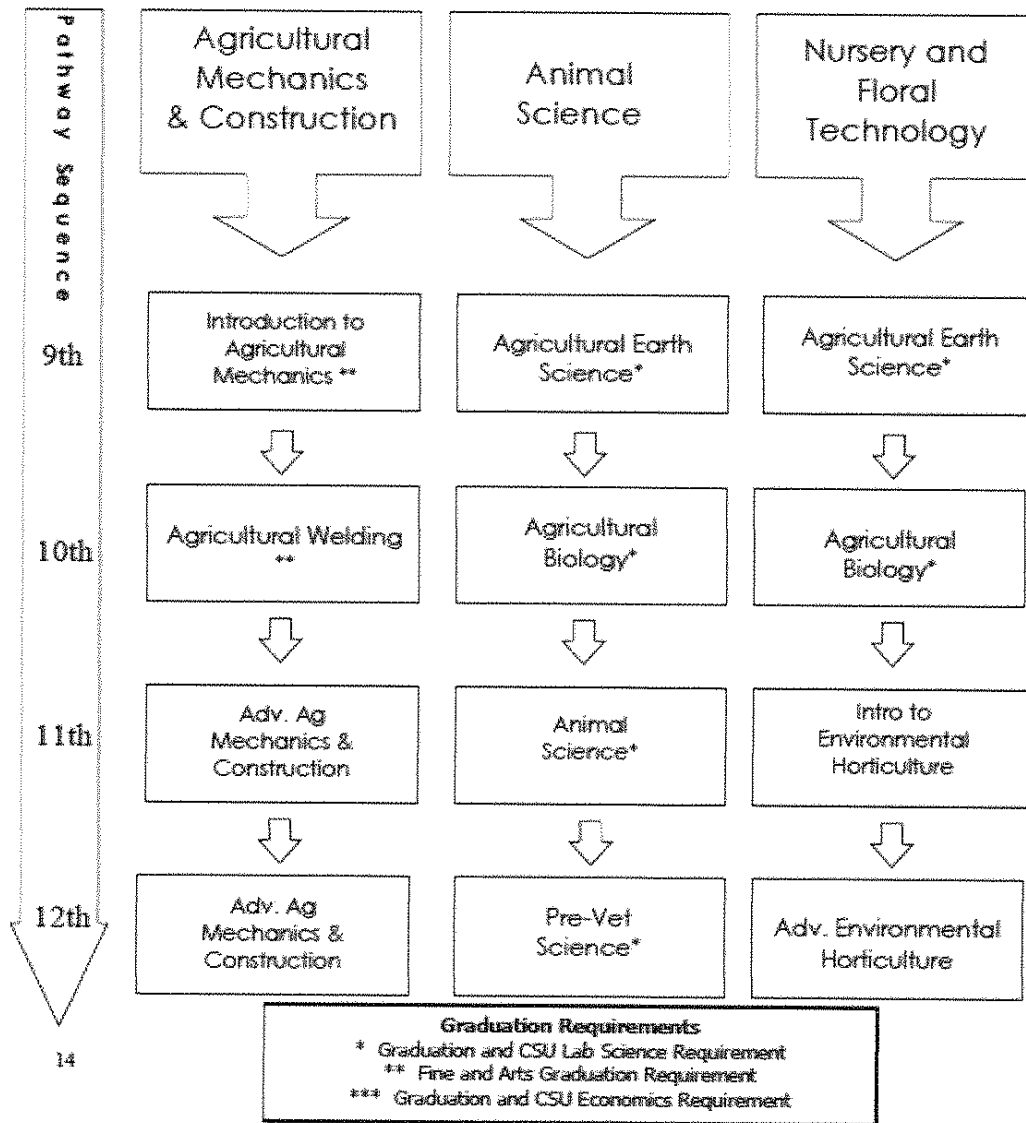 Pathway Sequence
Agricultural
Mechanics
& Construction
Animal
Science
Nursery and
Floral
Technology
9th
Introduction to
Agricultural
Mechanics **
Agricultural Earth
Science*
Agricultural Earth
Science*
10th
Agricultural Welding
**
Agricultural
Biology*
Agricultural
Biology*
11th
Adv. Ag
Mechanics &
Construction
Animal
Science*
Intro to
Environmental
Horticulture
12th
Adv. Ag
Mechanics &
Construction
Pre-Vet
Science*
Adv. Environmental
Horticulture
Graduation Requirements
* Graduation and CSU Lab Science Requirement
** Fine and Arts Graduation Requirement
*** Graduation and CSU Economics Requirement
14